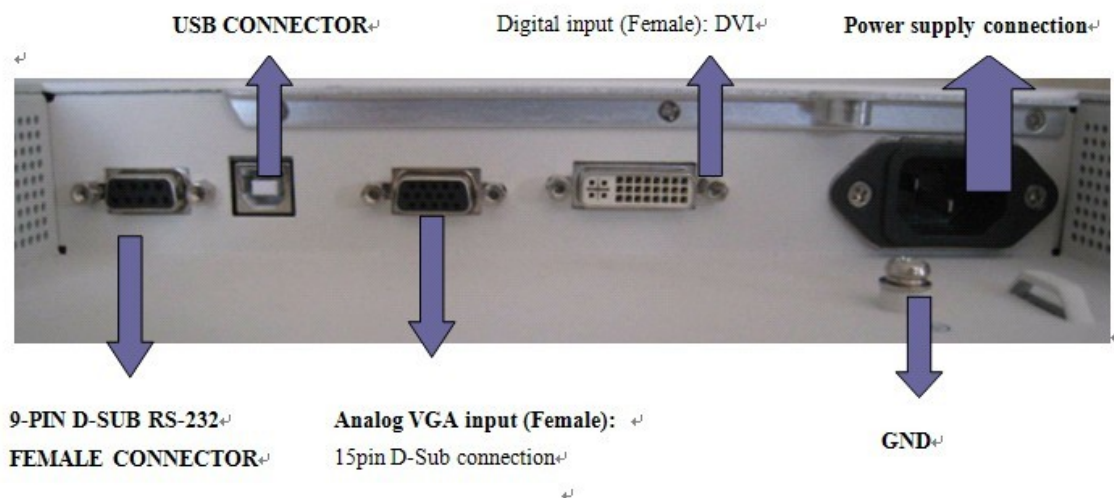 USB CONNECTOR
Digital input (Female): DVI
Power supply connection
9-PIN D-SUB RS-232
FEMALE CONNECTOR
Analog VGA input (Female):
15pin D-Sub connection
GND